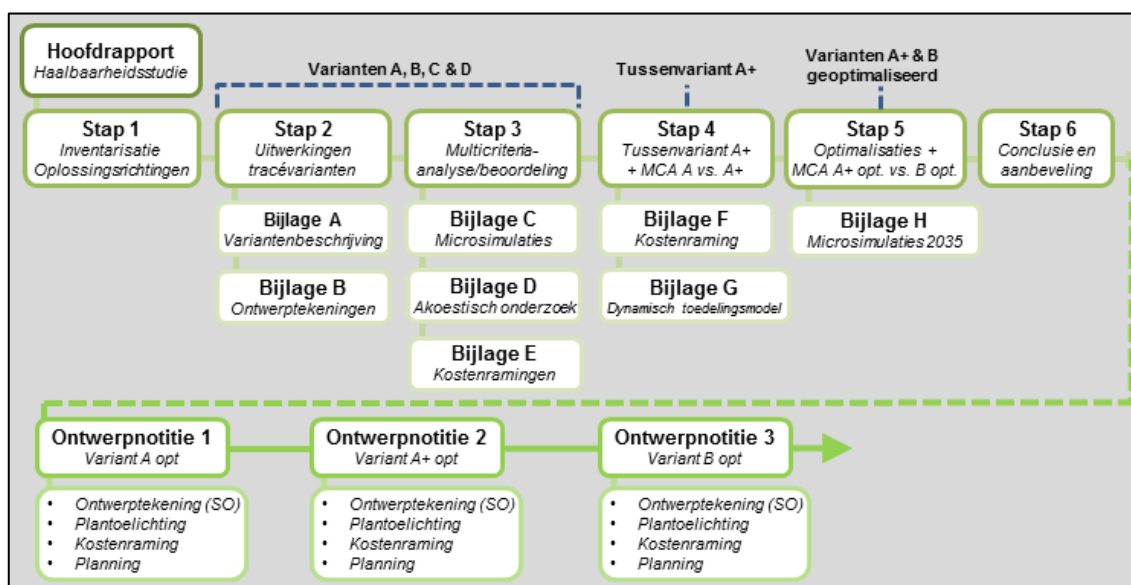 Hoofdrapport
Haalbaarheidsstudie
Varianten A, B, C & D
Tussenvariant A+
Varianten A+ & B
geoptimaliseerd
Stap 1
Inventarisatie
Oplossingsrichtingen
Stap 2
Uitwerkingen
tracévarianten
Stap 3
Multicriteria-
analyse/beoordeling
Stap 4
Tussenvariant A+
+ MCA A vs. A+
Stap 5
Optimalisaties +
MCA A+ opt. vs. B opt.
Stap 6
Conclusie en
aanbeveling
Bijlage A
Variantenbeschrijving
Bijlage B
Ontwerptekeningen
Bijlage C
Microsimulaties
Bijlage D
Akoestisch onderzoek
Bijlage E
Kostenramingen
Bijlage F
Kostenraming
Bijlage G
Dynamisch toedelingsmodel
Bijlage H
Microsimulaties 2035
Ontwerpnotitie 1
Variant A opt
• Ontwerptekening (SO)
• Plantoelichting
• Kostenraming
• Planning
Ontwerpnotitie 2
Variant A+ opt
• Ontwerptekening (SO)
• Plantoelichting
• Kostenraming
• Planning
Ontwerpnotitie 3
Variant B opt
• Ontwerptekening (SO)
• Plantoelichting
• Kostenraming
• Planning